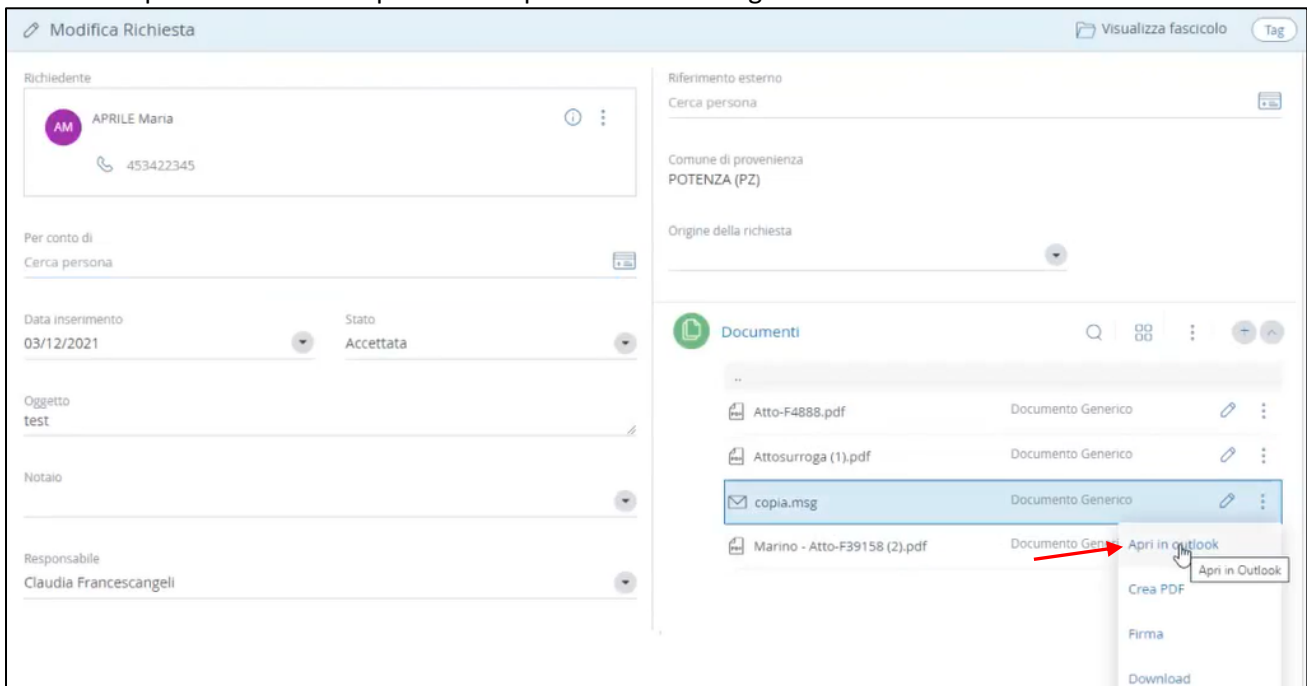 Modifica Richiesta
Visualizza fascicolo
Tag
Richiedente
AM
APRILE Maria
453422345
Per conto di
Cerca persona
Data inserimento
03/12/2021
Stato
Accettata
Oggetto
test
Notaio
Responsabile
Claudia Francescangeli
Riferimento esterno
Cerca persona
Comune di provenienza
POTENZA (PZ)
Origine della richiesta
Documenti
..
Atto-F4888.pdf
Documento Generico
Attosurroga (1).pdf
Documento Generico
copia.msg
Documento Generico
Marino - Atto-F39158 (2).pdf
Documento
Apri in outlook
Apri in Outlook
Crea PDF
Firma
Download